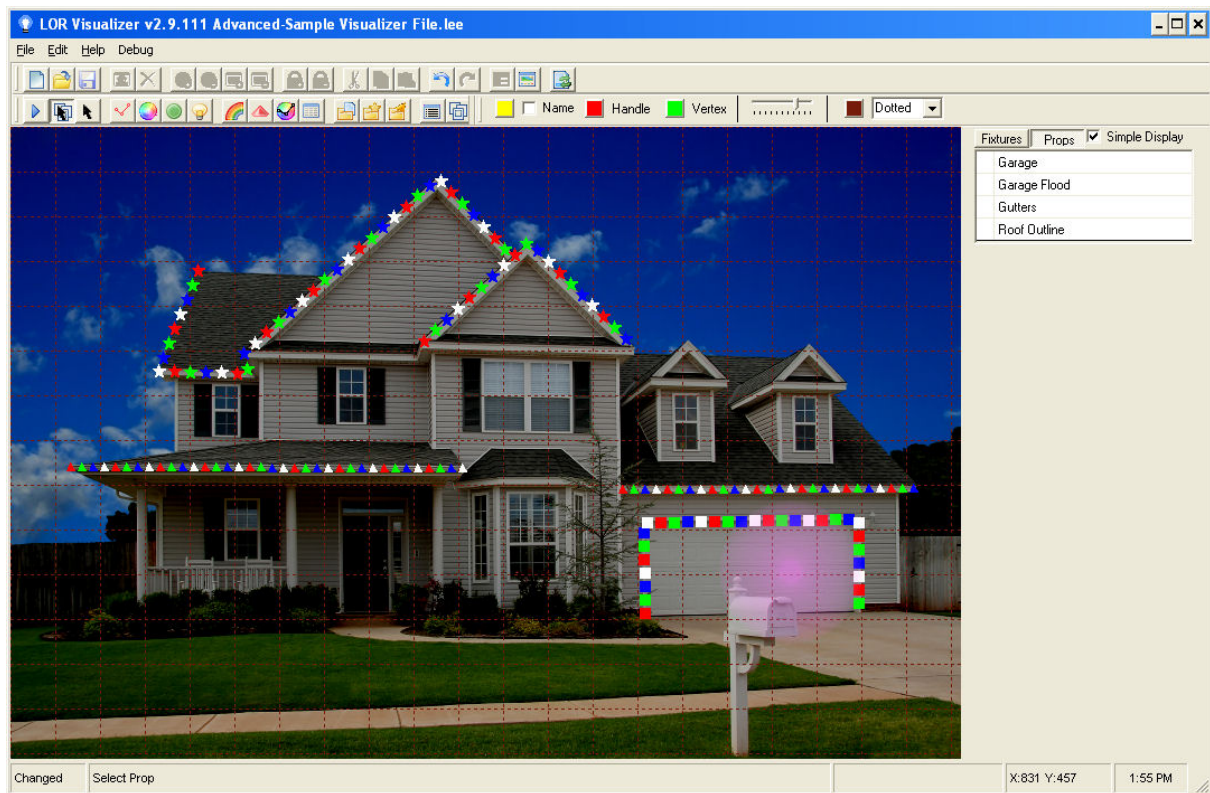 LOR Visualizer v2.9.111 Advanced-Sample Visualizer File.lee
File Edit Help Debug
Name Handle Vertex Dotted
Fixtures Props Simple Display
Garage
Garage Flood
Gutters
Roof Outline
Changed Select Prop X:831 Y:457 1:55 PM